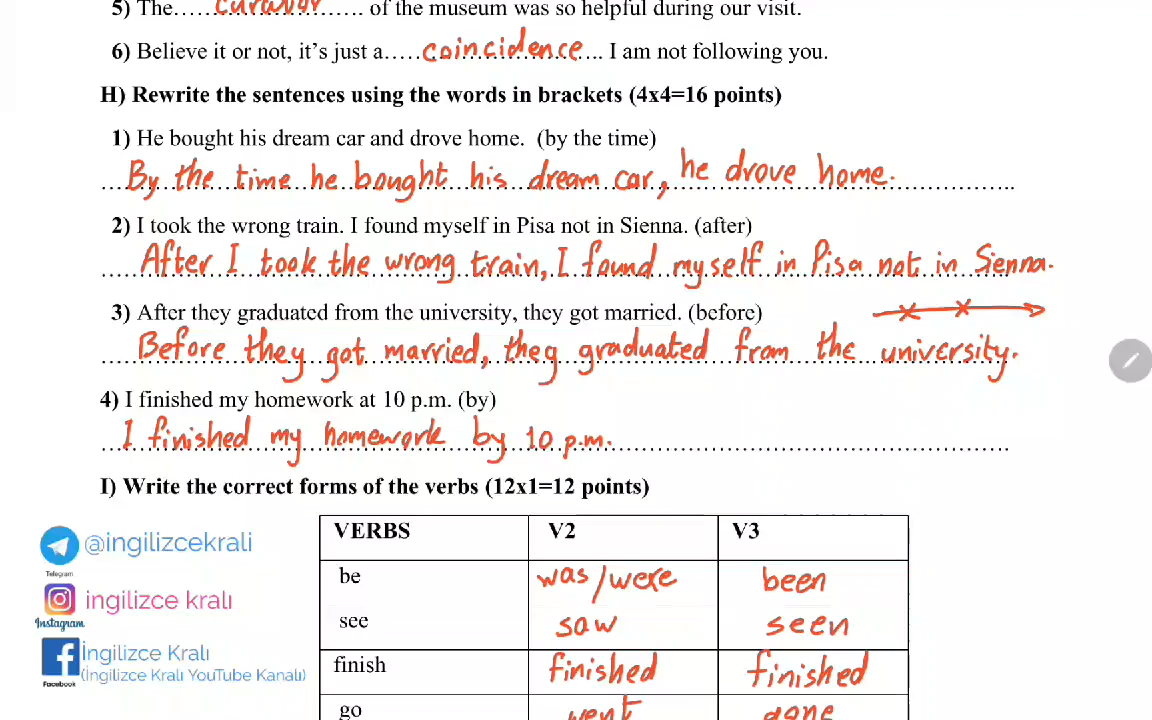 5) The.....curator........ of the museum was so helpful during our visit.
6) Believe it or not, it’s just a.....coincidence.... I am not following you.
H) Rewrite the sentences using the words in brackets (4x4=16 points)
1) He bought his dream car and drove home. (by the time)
By the time he bought his dream car, he drove home.
2) I took the wrong train. I found myself in Pisa not in Sienna. (after)
After I took the wrong train, I found myself in Pisa not in Sienna.
3) After they graduated from the university, they got married. (before)
Before they got married, they graduated from the university.
4) I finished my homework at 10 p.m. (by)
I finished my homework by 10 p.m.
I) Write the correct forms of the verbs (12x1=12 points)
VERBS V2 V3
be was/were been
see saw seen
finish finished finished
go went gone
@ingilizcekrali
Telegram
ingilizce kralı
Instagram
İngilizce Kralı
(İngilizce Kralı YouTube Kanalı)
Facebook